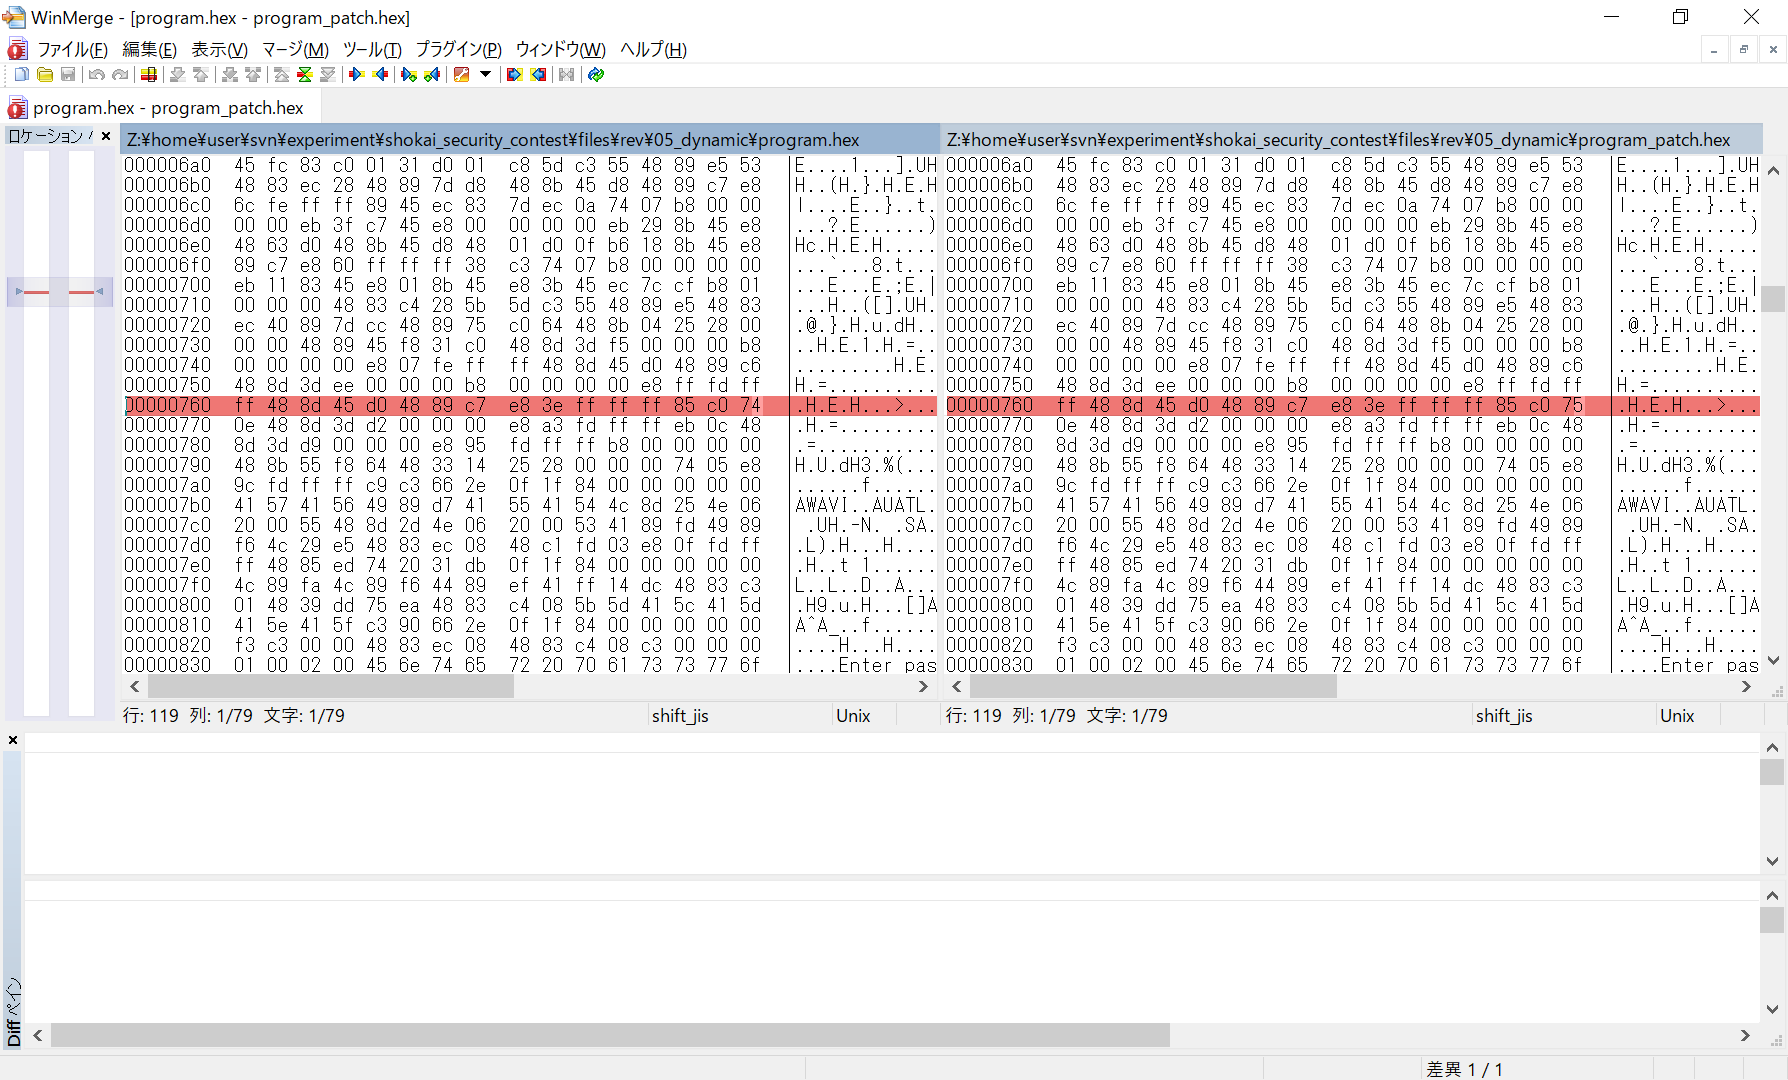 WinMerge - [program.hex - program_patch.hex]
ファイル(F) 編集(E) 表示(V) マージ(M) ツール(T) プラグイン(P) ウィンドウ(W) ヘルプ(H)
program.hex - program_patch.hex
ロケーション
Z:¥home¥user¥svn¥experiment¥shokai_security_contest¥files¥rev¥05_dynamic¥program.hex
000006a0 45 fc 83 c0 01 31 d0 01 c8 5d c3 55 48 89 e5 53 E....1...].UH
000006b0 48 83 ec 28 48 89 7d d8 48 8b 45 d8 48 89 c7 e8 H..(H.}.H.E.H
000006c0 6c fe ff ff 89 45 ec 83 7d ec 0a 74 07 b8 00 00 l....E..}..t.
000006d0 00 00 eb 3f c7 45 e8 00 00 00 00 eb 29 8b 45 e8 ...?.E......)
000006e0 48 63 d0 48 8b 45 d8 48 01 d0 0f b6 18 8b 45 e8 Hc.H.E.H.....
000006f0 89 c7 e8 60 ff ff ff 38 c3 74 07 b8 00 00 00 00 ...`...8.t...
00000700 eb 11 83 45 e8 01 8b 45 e8 3b 45 ec 7c cf b8 01 ...E...E.;E.|
00000710 00 00 00 48 83 c4 28 5b 5d c3 55 48 89 e5 48 83 ...H..([].UH.
00000720 ec 40 89 7d cc 48 89 75 c0 64 48 8b 04 25 28 00 .@.}.H.u.dH..
00000730 00 00 48 89 45 f8 31 c0 48 8d 3d f5 00 00 00 b8 ..H.E.1.H.=..
00000740 00 00 00 00 e8 07 fe ff ff 48 8d 45 d0 48 89 c6 .........H.E.
00000750 48 8d 3d ee 00 00 00 b8 00 00 00 00 e8 ff fd ff H.=..........
00000760 ff 48 8d 45 d0 48 89 c7 e8 3e ff ff ff 85 c0 74 .H.E.H...>...
00000770 0e 48 8d 3d d2 00 00 00 e8 a3 fd ff ff eb 0c 48 .H.=.........
00000780 8d 3d d9 00 00 00 e8 95 fd ff ff b8 00 00 00 00 .=...........
00000790 48 8b 55 f8 64 48 33 14 25 28 00 00 00 74 05 e8 H.U.dH3.%(...
000007a0 9c fd ff ff c9 c3 66 2e 0f 1f 84 00 00 00 00 00 ......f......
000007b0 41 57 41 56 49 89 d7 41 55 41 54 4c 8d 25 4e 06 AWAVI..AUATL.
000007c0 20 00 55 48 8d 2d 4e 06 20 00 53 41 89 fd 49 89 .UH.-N. .SA.
000007d0 f6 4c 29 e5 48 83 ec 08 48 c1 fd 03 e8 0f fd ff .L).H...H....
000007e0 ff 48 85 ed 74 20 31 db 0f 1f 84 00 00 00 00 00 .H..t 1......
000007f0 4c 89 fa 4c 89 f6 44 89 ef 41 ff 14 dc 48 83 c3 L..L..D..A...
00000800 01 48 39 dd 75 ea 48 83 c4 08 5b 5d 41 5c 41 5d .H9.u.H...[]A
00000810 41 5e 41 5f c3 90 66 2e 0f 1f 84 00 00 00 00 00 A^A_..f......
00000820 f3 c3 00 00 48 83 ec 08 48 83 c4 08 c3 00 00 00 ....H...H....
00000830 01 00 02 00 45 6e 74 65 72 20 70 61 73 73 77 6f ....Enter pas
行: 119 列: 1/79 文字: 1/79 shift_jis Unix
Z:¥home¥user¥svn¥experiment¥shokai_security_contest¥files¥rev¥05_dynamic¥program_patch.hex
000006a0 45 fc 83 c0 01 31 d0 01 c8 5d c3 55 48 89 e5 53 E....1...].UH
000006b0 48 83 ec 28 48 89 7d d8 48 8b 45 d8 48 89 c7 e8 H..(H.}.H.E.H
000006c0 6c fe ff ff 89 45 ec 83 7d ec 0a 74 07 b8 00 00 l....E..}..t.
000006d0 00 00 eb 3f c7 45 e8 00 00 00 00 eb 29 8b 45 e8 ...?.E......)
000006e0 48 63 d0 48 8b 45 d8 48 01 d0 0f b6 18 8b 45 e8 Hc.H.E.H.....
000006f0 89 c7 e8 60 ff ff ff 38 c3 74 07 b8 00 00 00 00 ...`...8.t...
00000700 eb 11 83 45 e8 01 8b 45 e8 3b 45 ec 7c cf b8 01 ...E...E.;E.|
00000710 00 00 00 48 83 c4 28 5b 5d c3 55 48 89 e5 48 83 ...H..([].UH.
00000720 ec 40 89 7d cc 48 89 75 c0 64 48 8b 04 25 28 00 .@.}.H.u.dH..
00000730 00 00 48 89 45 f8 31 c0 48 8d 3d f5 00 00 00 b8 ..H.E.1.H.=..
00000740 00 00 00 00 e8 07 fe ff ff 48 8d 45 d0 48 89 c6 .........H.E.
00000750 48 8d 3d ee 00 00 00 b8 00 00 00 00 e8 ff fd ff H.=..........
00000760 ff 48 8d 45 d0 48 89 c7 e8 3e ff ff ff 85 c0 75 .H.E.H...>...
00000770 0e 48 8d 3d d2 00 00 00 e8 a3 fd ff ff eb 0c 48 .H.=.........
00000780 8d 3d d9 00 00 00 e8 95 fd ff ff b8 00 00 00 00 .=...........
00000790 48 8b 55 f8 64 48 33 14 25 28 00 00 00 74 05 e8 H.U.dH3.%(...
000007a0 9c fd ff ff c9 c3 66 2e 0f 1f 84 00 00 00 00 00 ......f......
000007b0 41 57 41 56 49 89 d7 41 55 41 54 4c 8d 25 4e 06 AWAVI..AUATL.
000007c0 20 00 55 48 8d 2d 4e 06 20 00 53 41 89 fd 49 89 .UH.-N. .SA.
000007d0 f6 4c 29 e5 48 83 ec 08 48 c1 fd 03 e8 0f fd ff .L).H...H....
000007e0 ff 48 85 ed 74 20 31 db 0f 1f 84 00 00 00 00 00 .H..t 1......
000007f0 4c 89 fa 4c 89 f6 44 89 ef 41 ff 14 dc 48 83 c3 L..L..D..A...
00000800 01 48 39 dd 75 ea 48 83 c4 08 5b 5d 41 5c 41 5d .H9.u.H...[]A
00000810 41 5e 41 5f c3 90 66 2e 0f 1f 84 00 00 00 00 00 A^A_..f......
00000820 f3 c3 00 00 48 83 ec 08 48 83 c4 08 c3 00 00 00 ....H...H....
00000830 01 00 02 00 45 6e 74 65 72 20 70 61 73 73 77 6f ....Enter pas
行: 119 列: 1/79 文字: 1/79 shift_jis Unix
Diff ペイン
差異 1 / 1